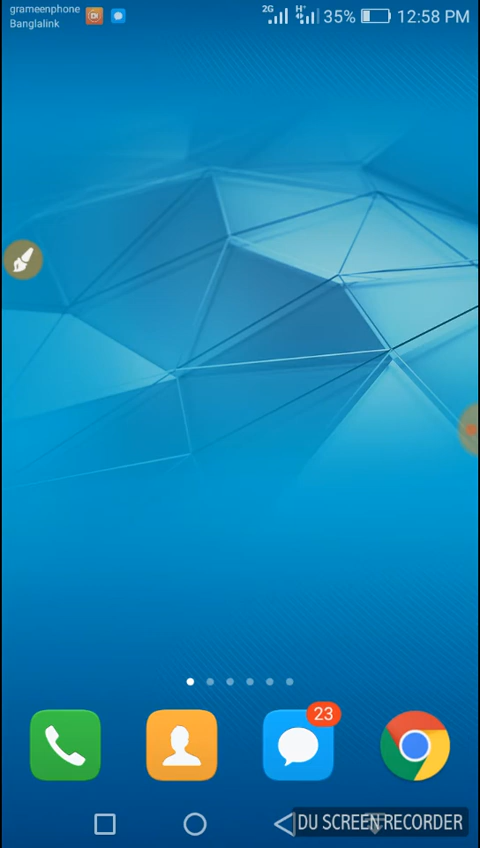 grameenphone
Banglalink
2G
H+
35%
12:58 PM
23
DU SCREEN RECORDER